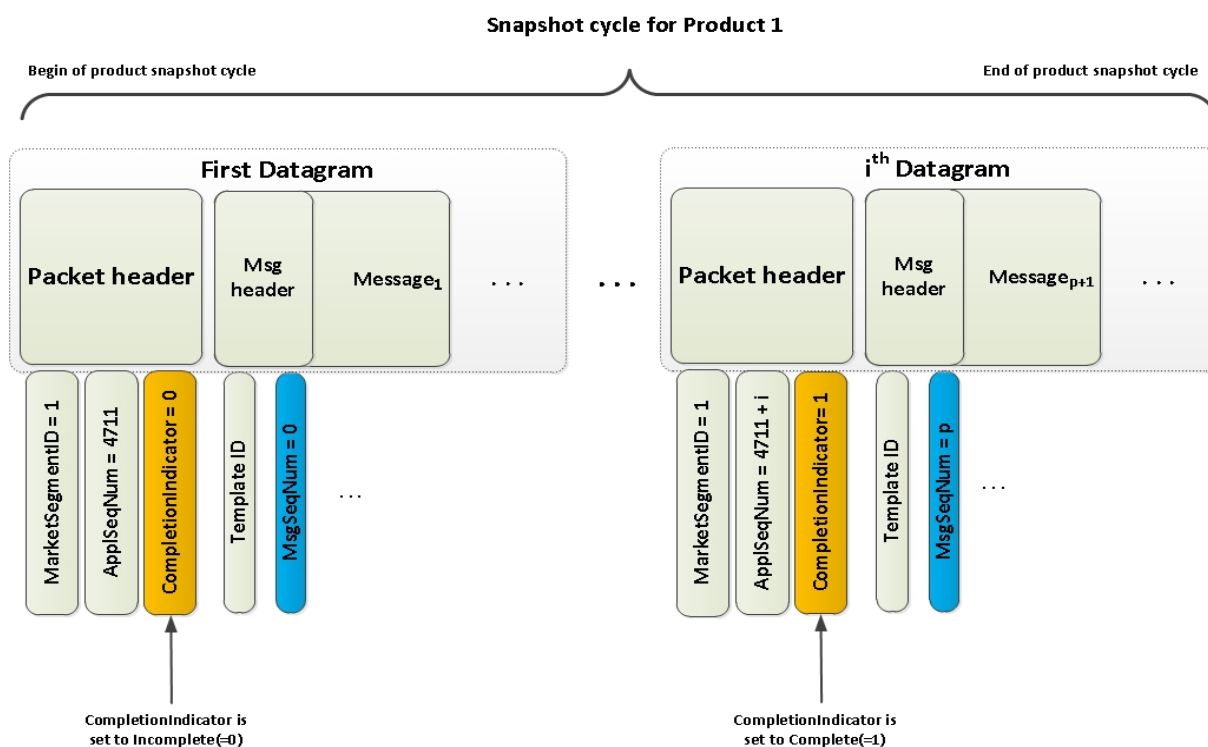 Snapshot cycle for Product 1
Begin of product snapshot cycle
End of product snapshot cycle
First Datagram
ith Datagram
Packet header
Msg
header
Message1
. . .
. . .
Packet header
Msg
header
Messagep+1
. . .
MarketSegmentID = 1
ApplSeqNum = 4711
CompletionIndicator = 0
Template ID
MsgSeqNum = 0
. . .
MarketSegmentID = 1
ApplSeqNum = 4711 + i
CompletionIndicator= 1
Template ID
MsgSeqNum = p
. . .
CompletionIndicator is
set to Incomplete(=0)
CompletionIndicator is
set to Complete(=1)